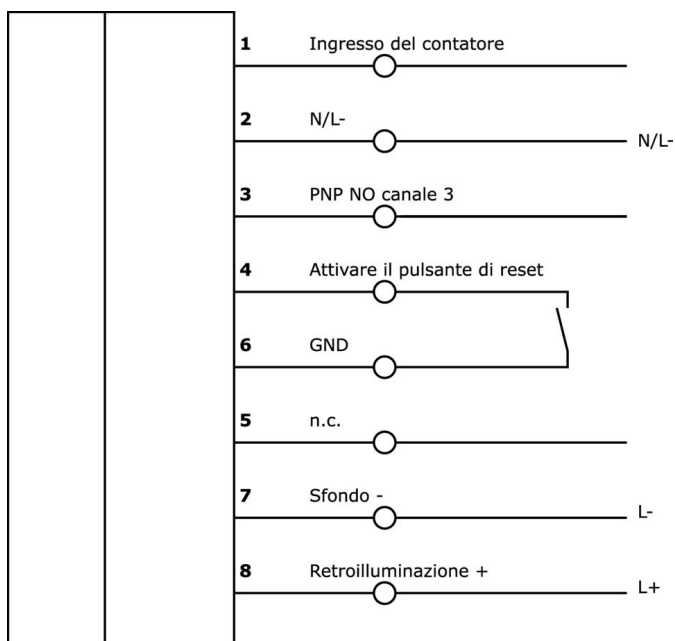 1 Ingresso del contatore
2 N/L- N/L-
3 PNP NO canale 3
4 Attivare il pulsante di reset
6 GND
5 n.c.
7 Sfondo - L-
8 Retroilluminazione + L+